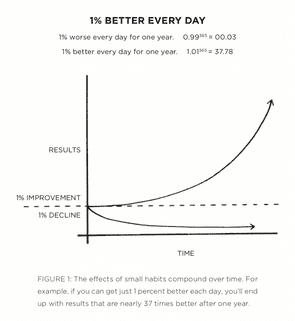 1% BETTER EVERY DAY
1% worse every day for one year. 0.99³⁶⁵ = 00.03
1% better every day for one year. 1.01³⁶⁵ = 37.78
RESULTS
1% IMPROVEMENT
1% DECLINE
TIME
FIGURE 1: The effects of small habits compound over time. For
example, if you can get just 1 percent better each day, you'll end
up with results that are nearly 37 times better after one year.